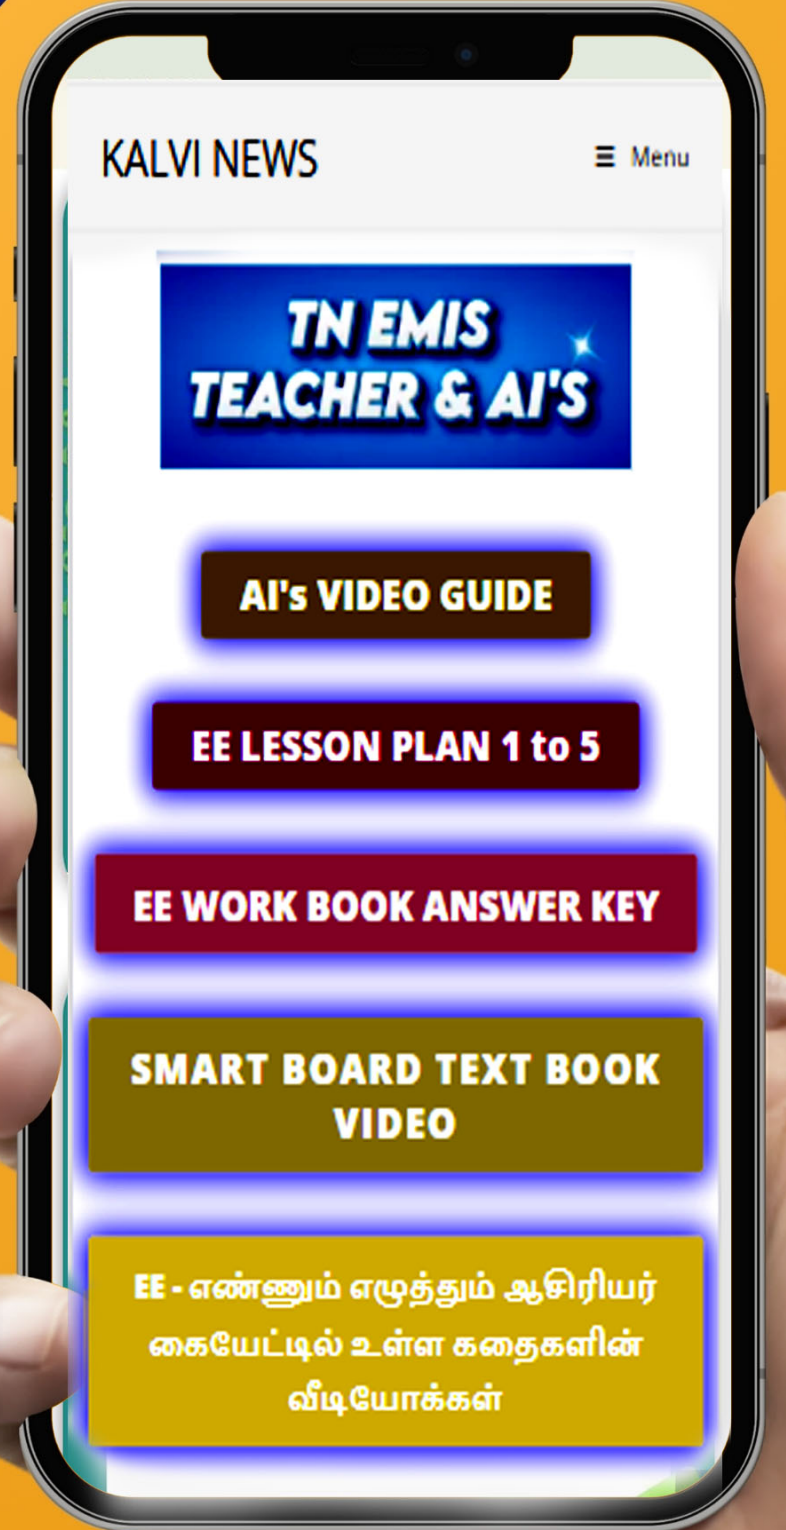 KALVI NEWS
☰ Menu
TN EMIS
TEACHER & AI'S
AI's VIDEO GUIDE
EE LESSON PLAN 1 to 5
EE WORK BOOK ANSWER KEY
SMART BOARD TEXT BOOK
VIDEO
EE - எண்ணும் எழுத்தும் ஆசிரியர்
கையேட்டில் உள்ள கதைகளின்
வீடியோக்கள்